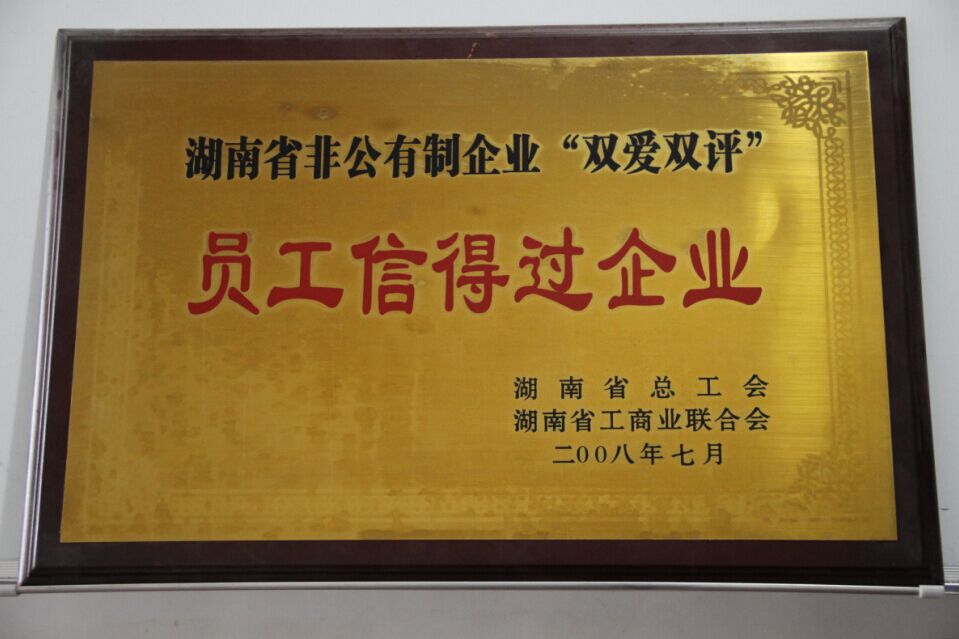 湖南省非公有制企业“双爱双评”
员工信得过企业
湖南省总工会
湖南省工商业联合会
二00八年七月